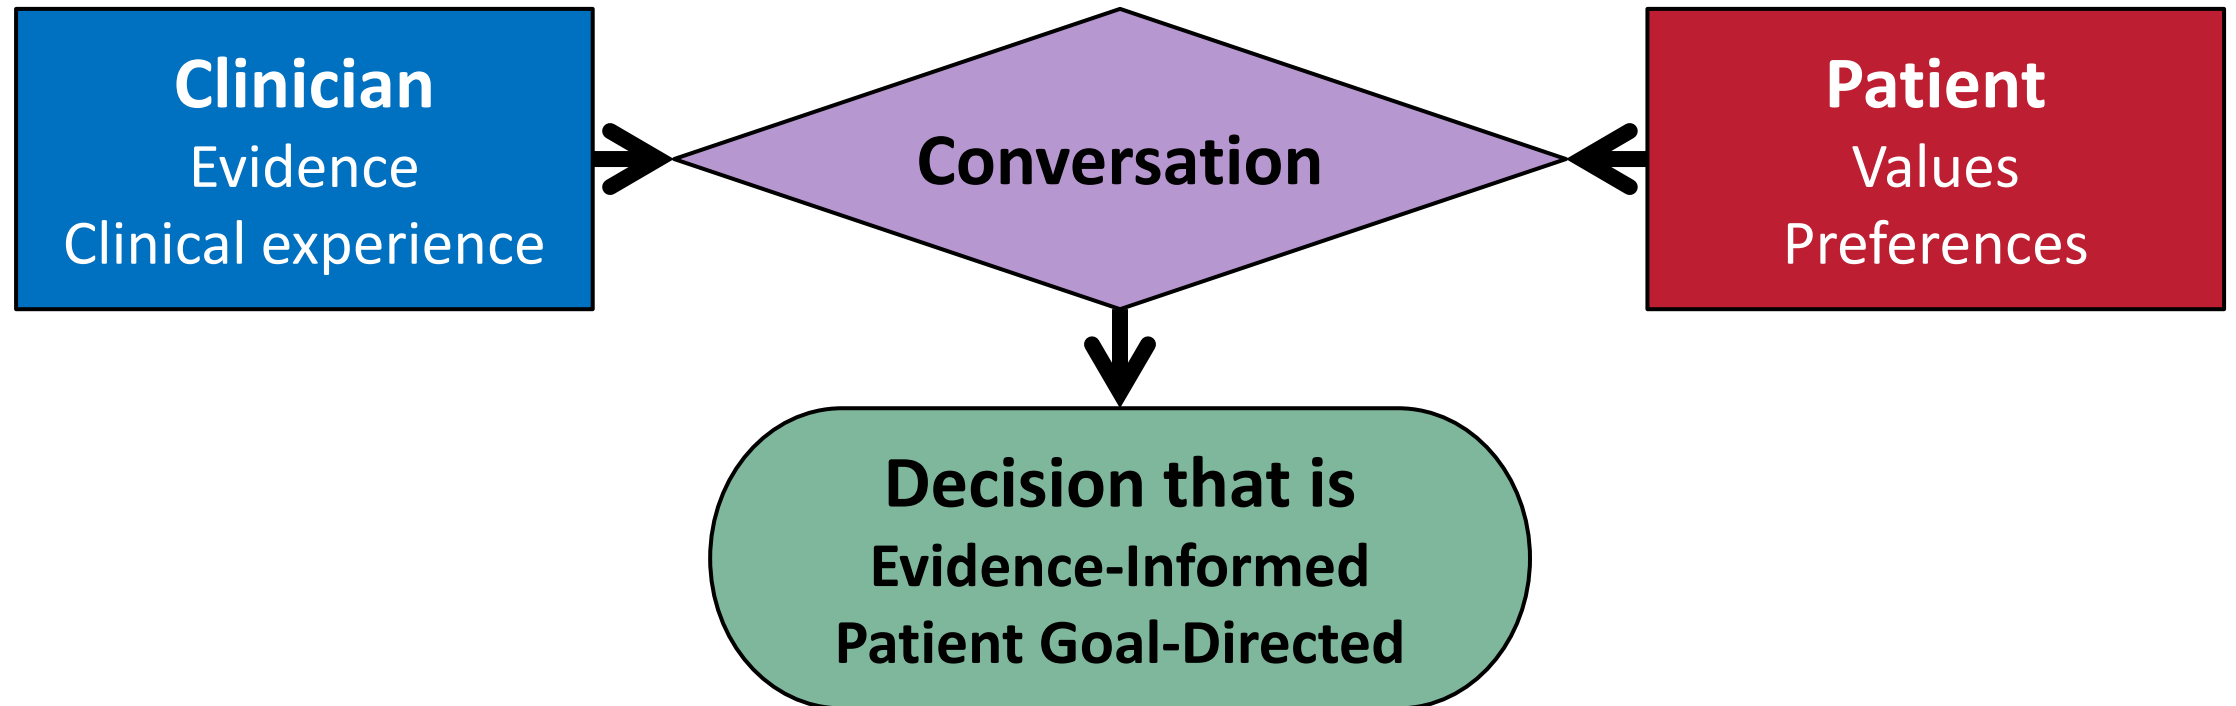 Clinician
Evidence
Clinical experience
Conversation
Patient
Values
Preferences
Decision that is
Evidence-Informed
Patient Goal-Directed